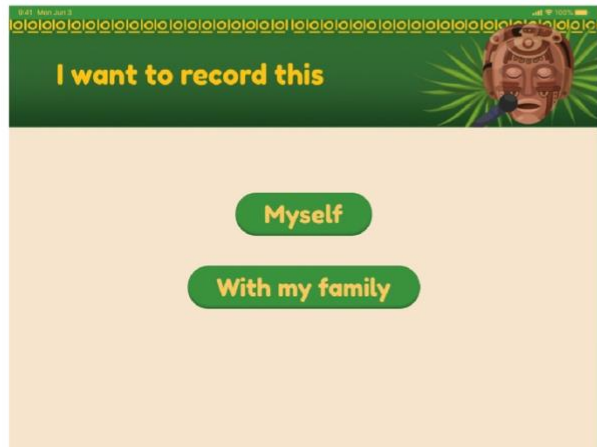 9:41 Mon Jun 3
100%
I want to record this
Myself
With my family